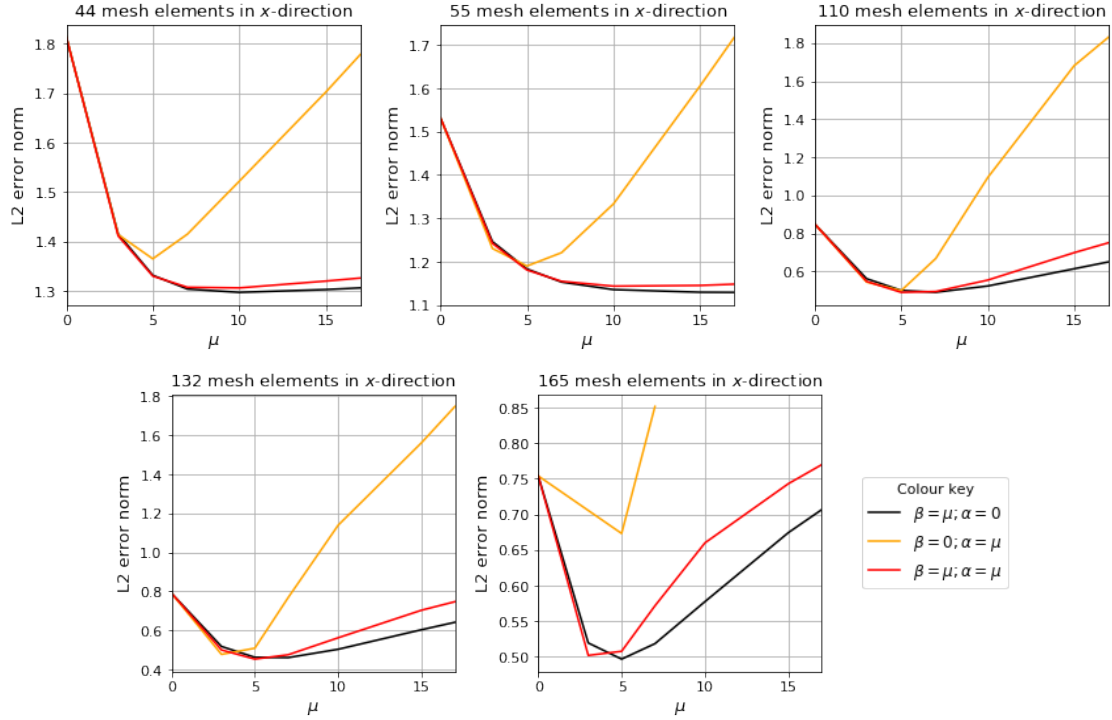 44 mesh elements in x-direction
55 mesh elements in x-direction
110 mesh elements in x-direction
L2 error norm
1.8
1.7
1.6
1.5
1.4
1.3
0
5
10
15
μ
L2 error norm
1.7
1.6
1.5
1.4
1.3
1.2
1.1
0
5
10
15
μ
L2 error norm
1.8
1.6
1.4
1.2
1.0
0.8
0.6
0
5
10
15
μ
132 mesh elements in x-direction
165 mesh elements in x-direction
L2 error norm
1.8
1.6
1.4
1.2
1.0
0.8
0.6
0.4
0
5
10
15
μ
L2 error norm
0.85
0.80
0.75
0.70
0.65
0.60
0.55
0.50
0
5
10
15
μ
Colour key
β = μ; α = 0
β = 0; α = μ
β = μ; α = μ